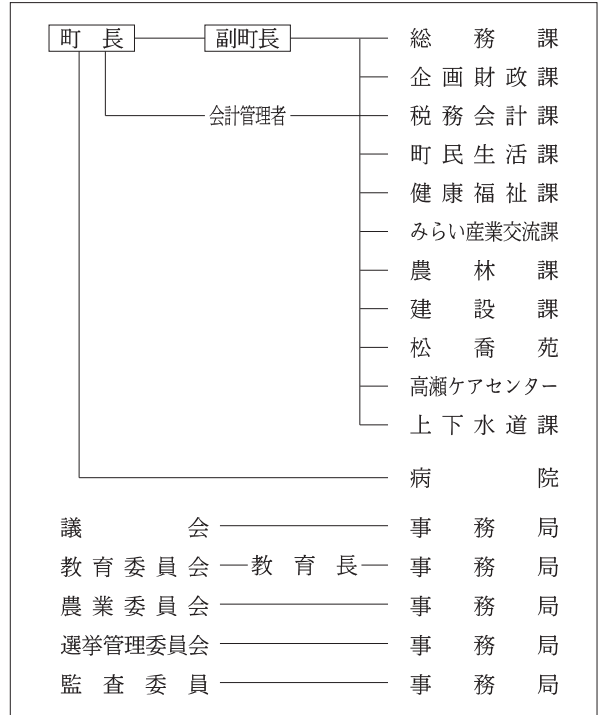 町長 副町長 総務課
企画財政課
会計管理者 税務会計課
町民生活課
健康福祉課
みらい産業交流課
農林課
建設課
松喬苑
高瀬ケアセンター
上下水道課
病院
議会 事務局
教育委員会 教育長 事務局
農業委員会 事務局
選挙管理委員会 事務局
監査委員 事務局